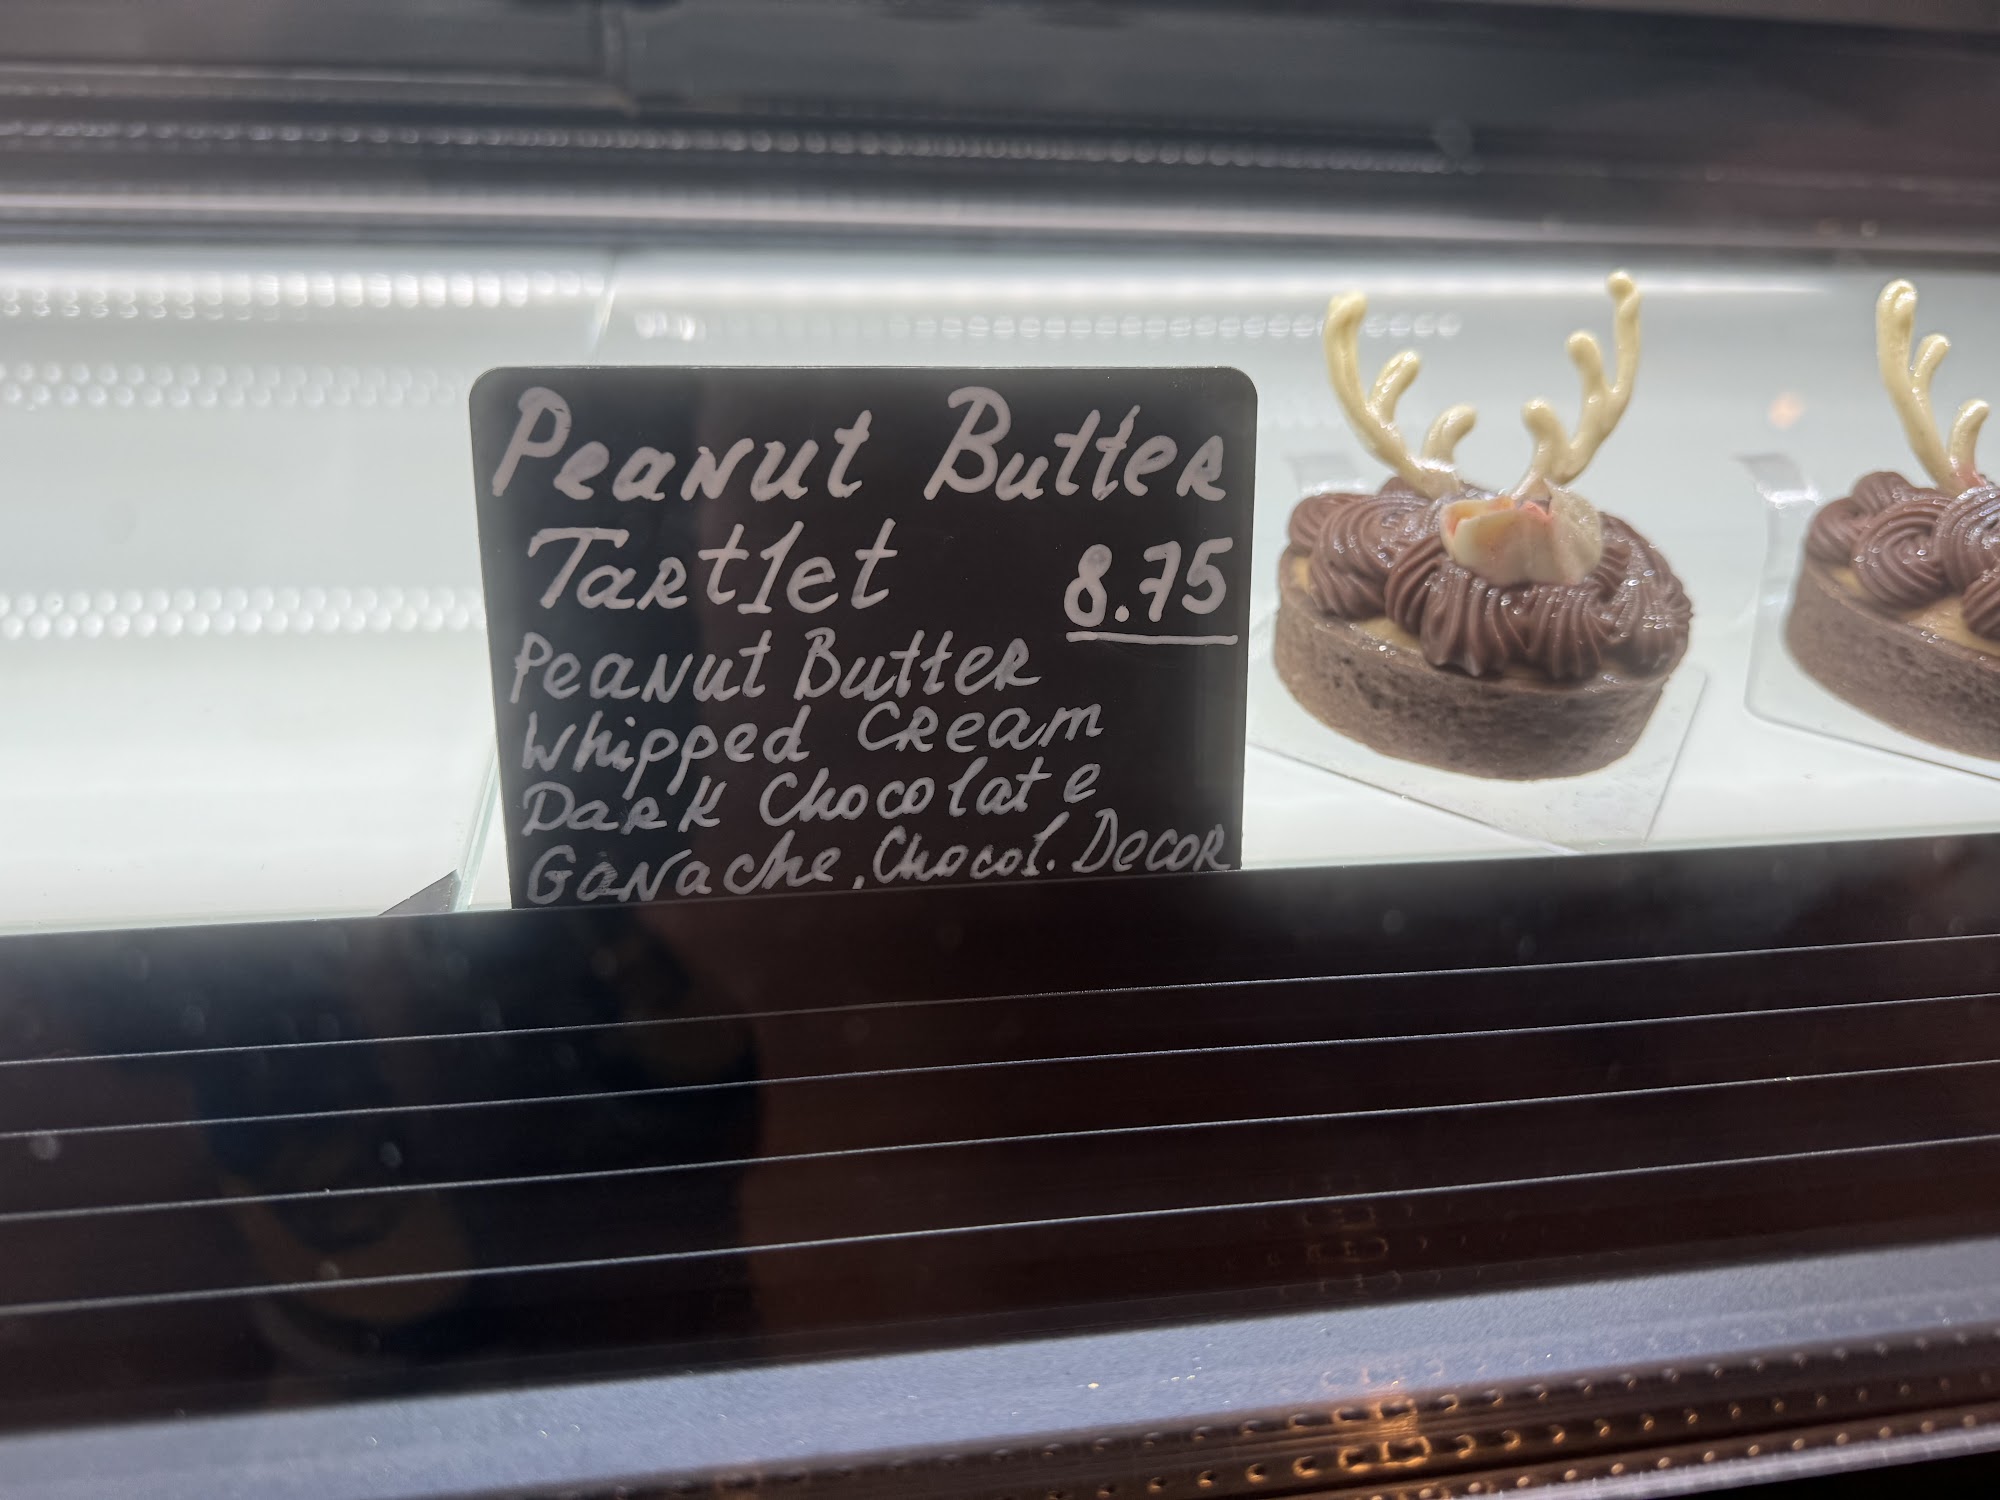 Peanut Butter
Tartlet 8.75
Peanut Butter
Whipped Cream
Dark Chocolate
Ganache, Chocol. Decor